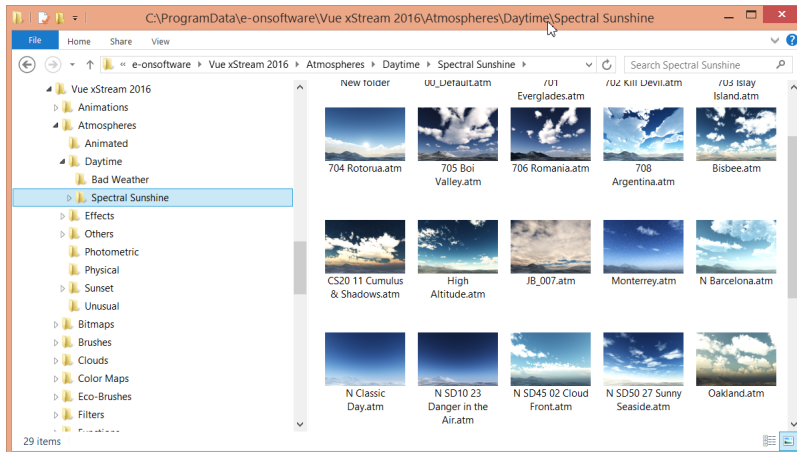 C:\ProgramData\e-onsoftware\Vue xStream 2016\Atmospheres\Daytime\Spectral Sunshine
File Home Share View
« e-onsoftware Vue xStream 2016 Atmospheres Daytime Spectral Sunshine
Search Spectral Sunshine
Vue xStream 2016
Animations
Atmospheres
Animated
Daytime
Bad Weather
Spectral Sunshine
Effects
Others
Photometric
Physical
Sunset
Unusual
Bitmaps
Brushes
Clouds
Color Maps
Eco-Brushes
Filters
Functions
New folder
00_Default.atm
701
Everglades.atm
702 Kill Devil.atm
703 Islay
Island.atm
704 Rotorua.atm
705 Boi
Valley.atm
706 Romania.atm
708
Argentina.atm
Bisbee.atm
CS20 11 Cumulus
& Shadows.atm
High
Altitude.atm
JB_007.atm
Monterrey.atm
N Barcelona.atm
N Classic
Day.atm
N SD10 23
Danger in the
Air.atm
N SD45 02 Cloud
Front.atm
N SD50 27 Sunny
Seaside.atm
Oakland.atm
29 items